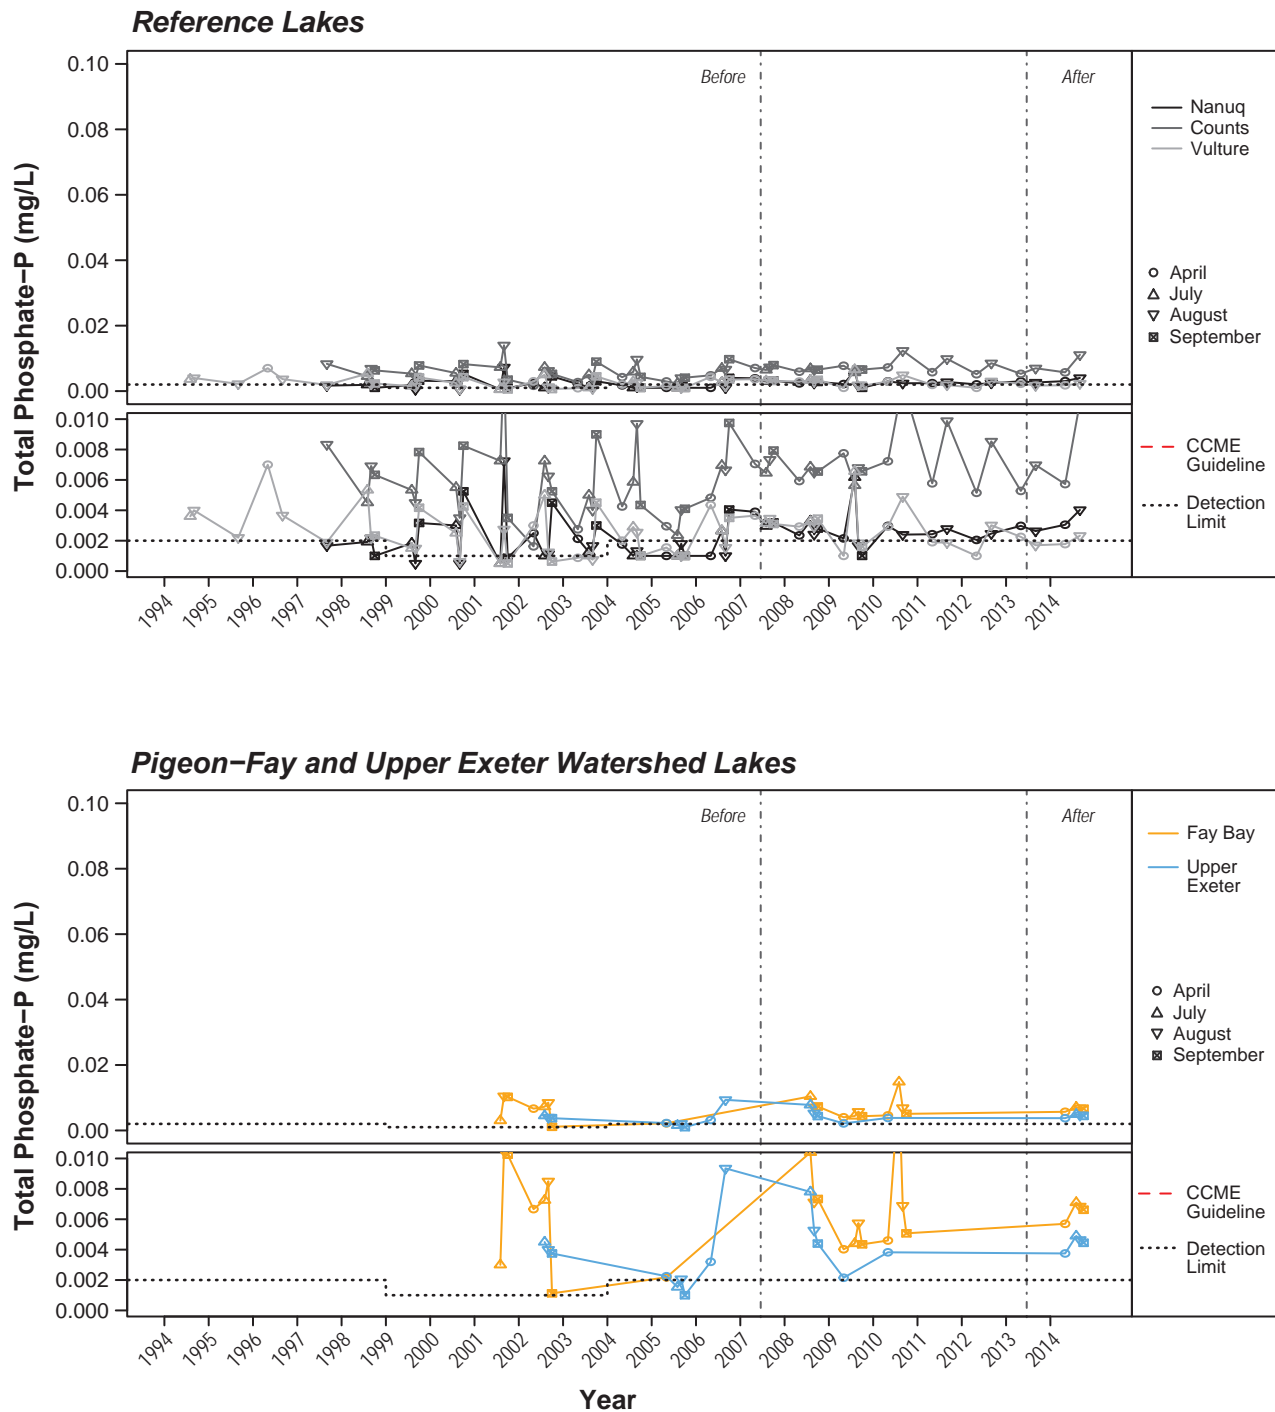 Reference Lakes
Total Phosphate−P (mg/L)
0.10
0.08
0.06
0.04
0.02
0.00
Before
After
Nanuq
Counts
Vulture
April
July
August
September
0.010
0.008
0.006
0.004
0.002
0.000
CCME
Guideline
Detection
Limit
1994 1995 1996 1997 1998 1999 2000 2001 2002 2003 2004 2005 2006 2007 2008 2009 2010 2011 2012 2013 2014
Pigeon−Fay and Upper Exeter Watershed Lakes
Total Phosphate−P (mg/L)
0.10
0.08
0.06
0.04
0.02
0.00
Before
After
Fay Bay
Upper
Exeter
April
July
August
September
0.010
0.008
0.006
0.004
0.002
0.000
CCME
Guideline
Detection
Limit
1994 1995 1996 1997 1998 1999 2000 2001 2002 2003 2004 2005 2006 2007 2008 2009 2010 2011 2012 2013 2014
Year